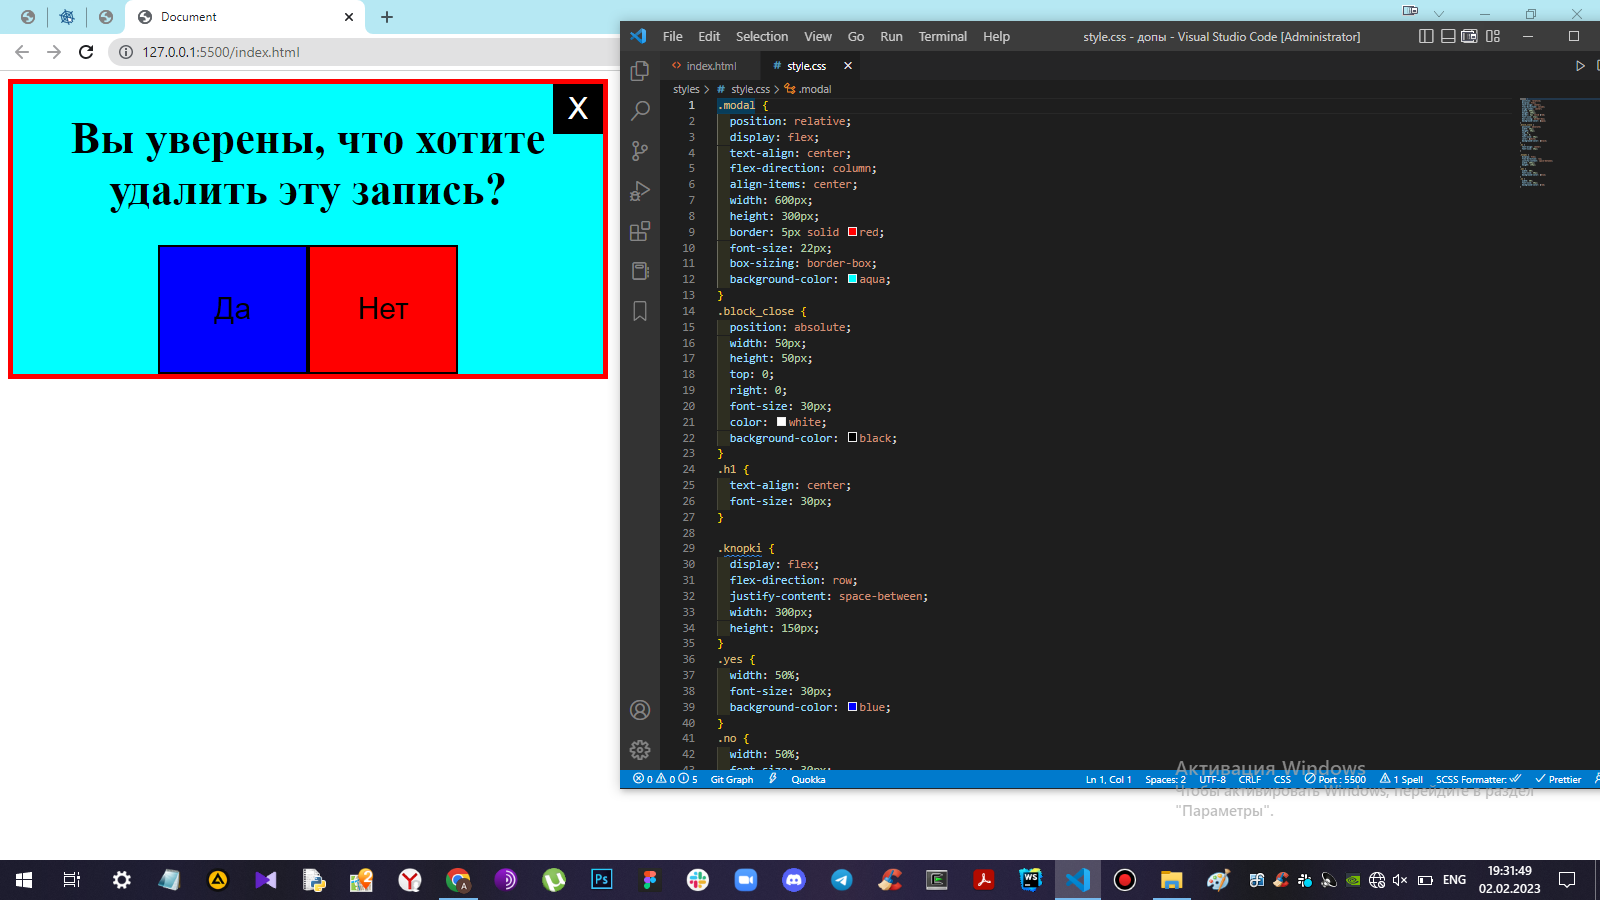 Document
127.0.0.1:5500/index.html
X
Вы уверены, что хотите
удалить эту запись?
Да
Нет
File Edit Selection View Go Run Terminal Help
style.css - допы - Visual Studio Code [Administrator]
index.html
# style.css
styles > # style.css > .modal
1 .modal {
2 position: relative;
3 display: flex;
4 text-align: center;
5 flex-direction: column;
6 align-items: center;
7 width: 600px;
8 height: 300px;
9 border: 5px solid red;
10 font-size: 22px;
11 box-sizing: border-box;
12 background-color: aqua;
13 }
14 .block_close {
15 position: absolute;
16 width: 50px;
17 height: 50px;
18 top: 0;
19 right: 0;
20 font-size: 30px;
21 color: white;
22 background-color: black;
23 }
24 .h1 {
25 text-align: center;
26 font-size: 30px;
27 }
28
29 .knopki {
30 display: flex;
31 flex-direction: row;
32 justify-content: space-between;
33 width: 300px;
34 height: 150px;
35 }
36 .yes {
37 width: 50%;
38 font-size: 30px;
39 background-color: blue;
40 }
41 .no {
42 width: 50%;
43 font-size: 30px;
0 0 5 Git Graph Quokka
Ln 1, Col 1 Spaces: 2 UTF-8 CRLF CSS Port : 5500 1 Spell SCSS Formatter: Prettier
Активация Windows
Чтобы активировать Windows, перейдите в раздел
"Параметры".
ENG
19:31:49
02.02.2023